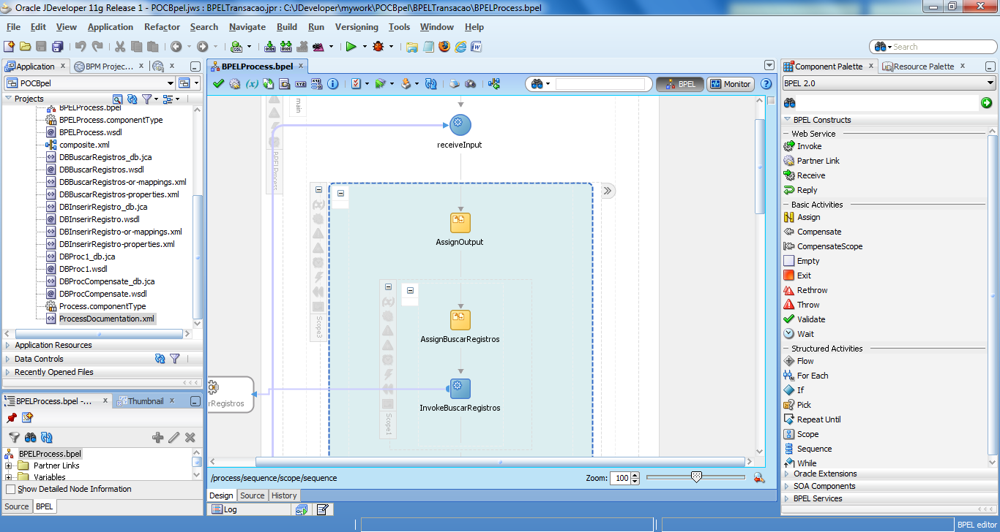 Oracle JDeveloper 11g Release 1 - POCBpel.jws : BPELTransacao.jpr : C:\JDeveloper\mywork\POCBpel\BPELTransacao\BPELProcess.bpel
File Edit View Application Refactor Search Navigate Build Run Versioning Tools Window Help
Search
Application
BPM Projec...
POCBpel
Projects
BPELProcess.bpel
BPELProcess.componentType
BPELProcess.wsdl
composite.xml
DBBuscarRegistros_db.jca
DBBuscarRegistros.wsdl
DBBuscarRegistros-or-mappings.xml
DBBuscarRegistros-properties.xml
DBInserirRegistro_db.jca
DBInserirRegistro.wsdl
DBInserirRegistro-or-mappings.xml
DBInserirRegistro-properties.xml
DBProc1_db.jca
DBProc1.wsdl
DBProcCompensate_db.jca
DBProcCompensate.wsdl
Process.componentType
ProcessDocumentation.xml
Application Resources
Data Controls
Recently Opened Files
BPELProcess.bpel -...
Thumbnail
BPELProcess.bpel
Partner Links
Variables
Show Detailed Node Information
Source BPEL
BPELProcess.bpel
BPEL
Monitor
main
BPELProcess
receiveInput
Scope3
AssignOutput
AssignBuscarRegistros
Scope1
InvokeBuscarRegistros
rRegistros
/process/sequence/scope/sequence
Zoom: 100
Design Source History
Log
Component Palette
Resource Palette
BPEL 2.0
BPEL Constructs
Web Service
Invoke
Partner Link
Receive
Reply
Basic Activities
Assign
Compensate
CompensateScope
Empty
Exit
Rethrow
Throw
Validate
Wait
Structured Activities
Flow
For Each
If
Pick
Repeat Until
Scope
Sequence
While
Oracle Extensions
SOA Components
BPEL Services
BPEL editor